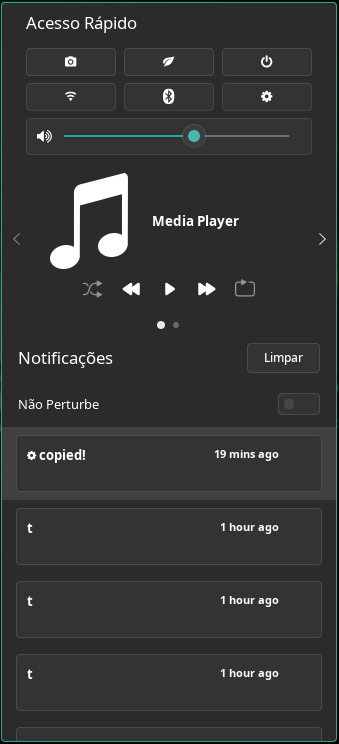 Acesso Rápido
Media Player
Notificações
Limpar
Não Perturbe
copied!
19 mins ago
t
1 hour ago
t
1 hour ago
t
1 hour ago